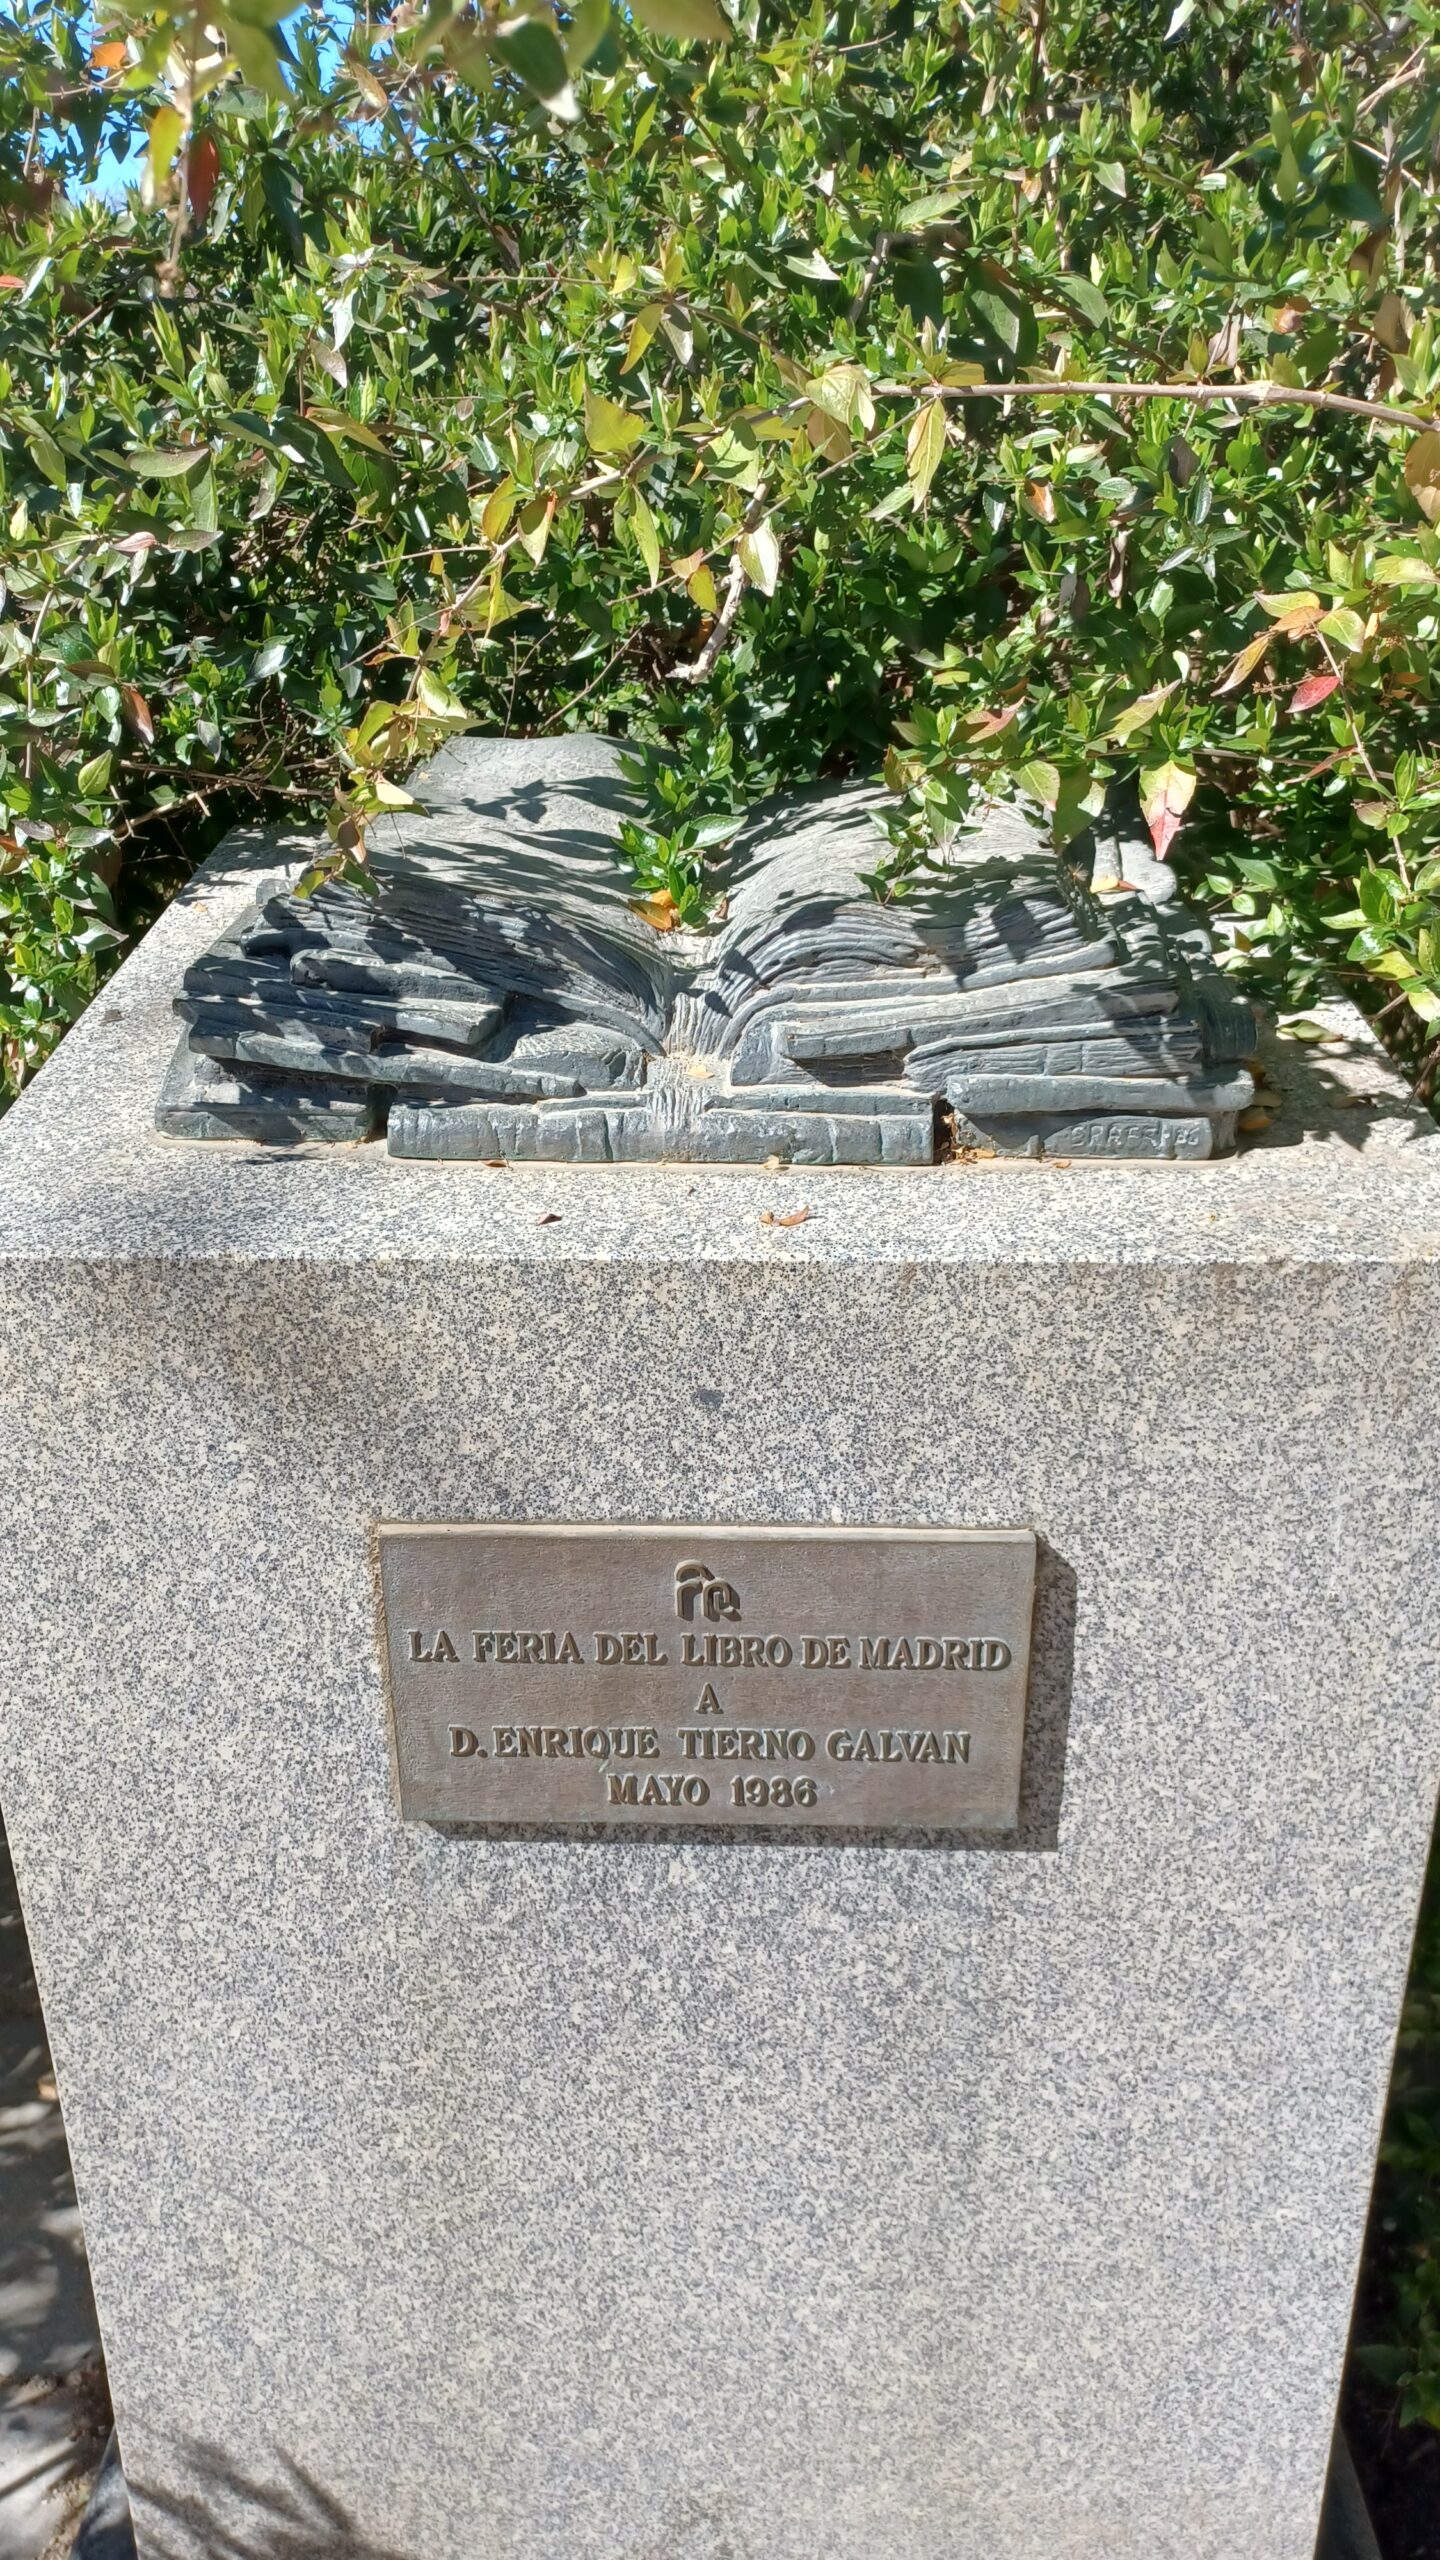 LA FERIA DEL LIBRO DE MADRID
A
D. ENRIQUE TIERNO GALVAN
MAYO 1986